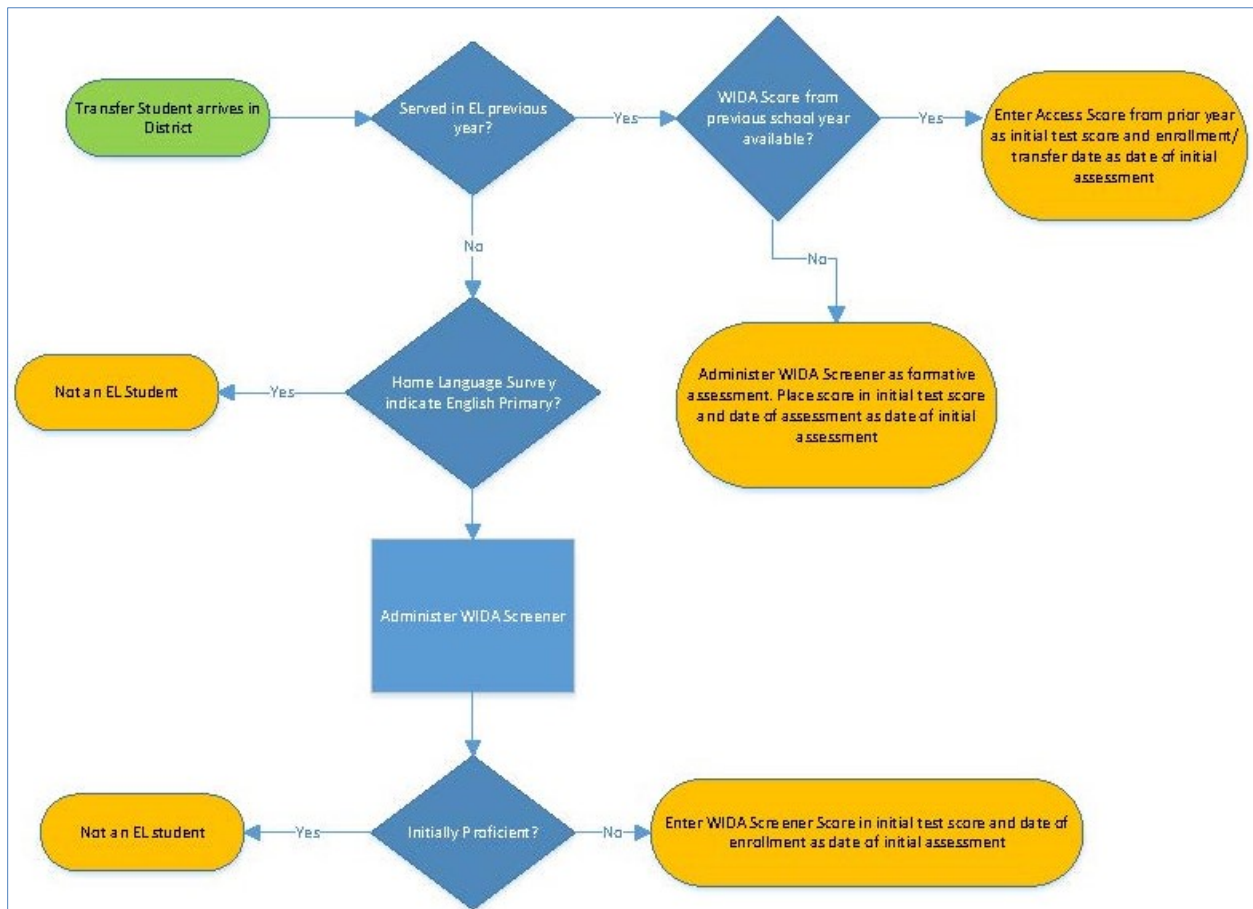 Transfer Student arrives in
District
Served in EL previous
year?
Yes
WIDA Score from
previous school year
available?
Yes
Enter Access Score from prior year
as initial test score and enrollment/
transfer date as date of initial
assessment
No
No
Administer WIDA Screener as formative
assessment. Place score in initial test score
and date of assessment as date of initial
assessment
Home Language Survey
indicate English Primary?
Yes
Not an EL Student
Administer WIDA Screener
Initially Proficient?
Yes
Not an EL student
No
Enter WIDA Screener Score in initial test score and date of
enrollment as date of initial assessment